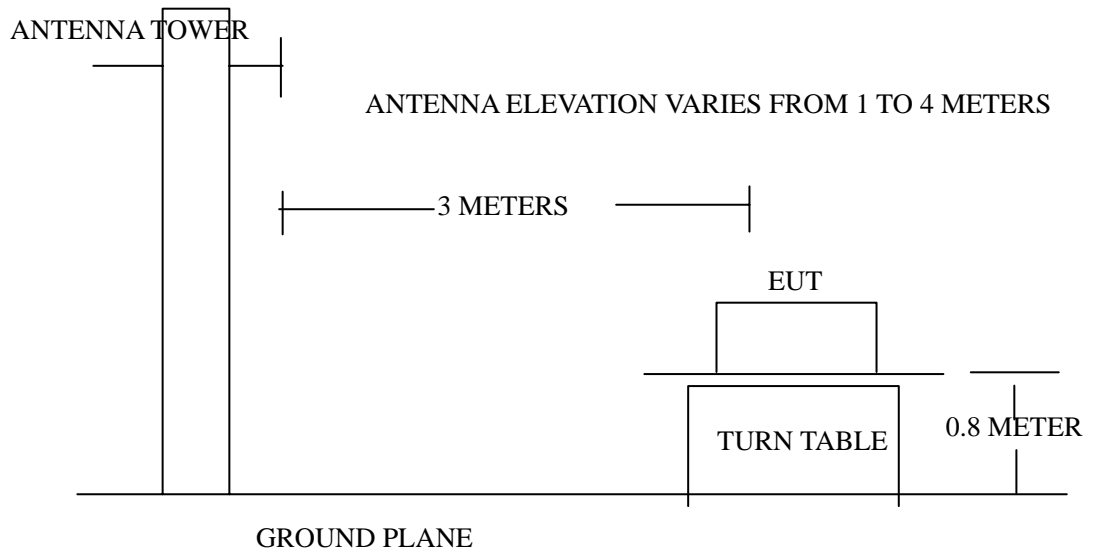 ANTENNA TOWER
ANTENNA ELEVATION VARIES FROM 1 TO 4 METERS
3 METERS
EUT
0.8 METER
TURN TABLE
GROUND PLANE